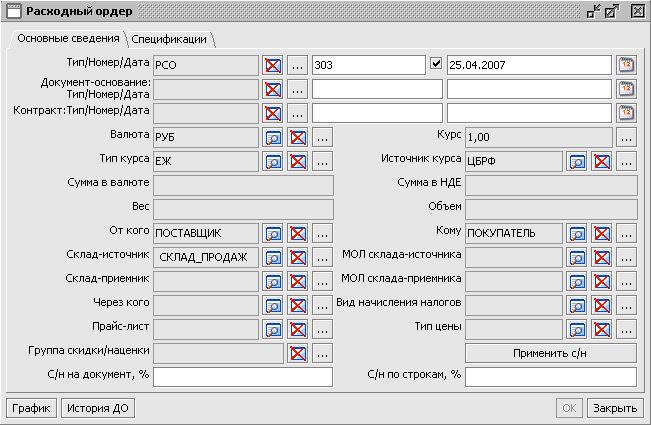 Расходный ордер
Основные сведения Спецификации
Тип/Номер/Дата РСО ... 303 25.04.2007 12
Документ-основание:
Тип/Номер/Дата ... 12
Контракт:Тип/Номер/Дата ... 12
Валюта РУБ ... Курс 1,00 ...
Тип курса ЕЖ ... Источник курса ЦБРФ ...
Сумма в валюте Сумма в НДЕ
Вес Объем
От кого ПОСТАВЩИК ... Кому ПОКУПАТЕЛЬ ...
Склад-источник СКЛАД_ПРОДАЖ ... МОЛ склада-источника ...
Склад-приемник ... МОЛ склада-приемника ...
Через кого ... Вид начисления налогов ...
Прайс-лист ... Тип цены ...
Группа скидки/наценки ... Применить с/н
С/н на документ, % С/н по строкам, %
График История ДО ОК Закрыть